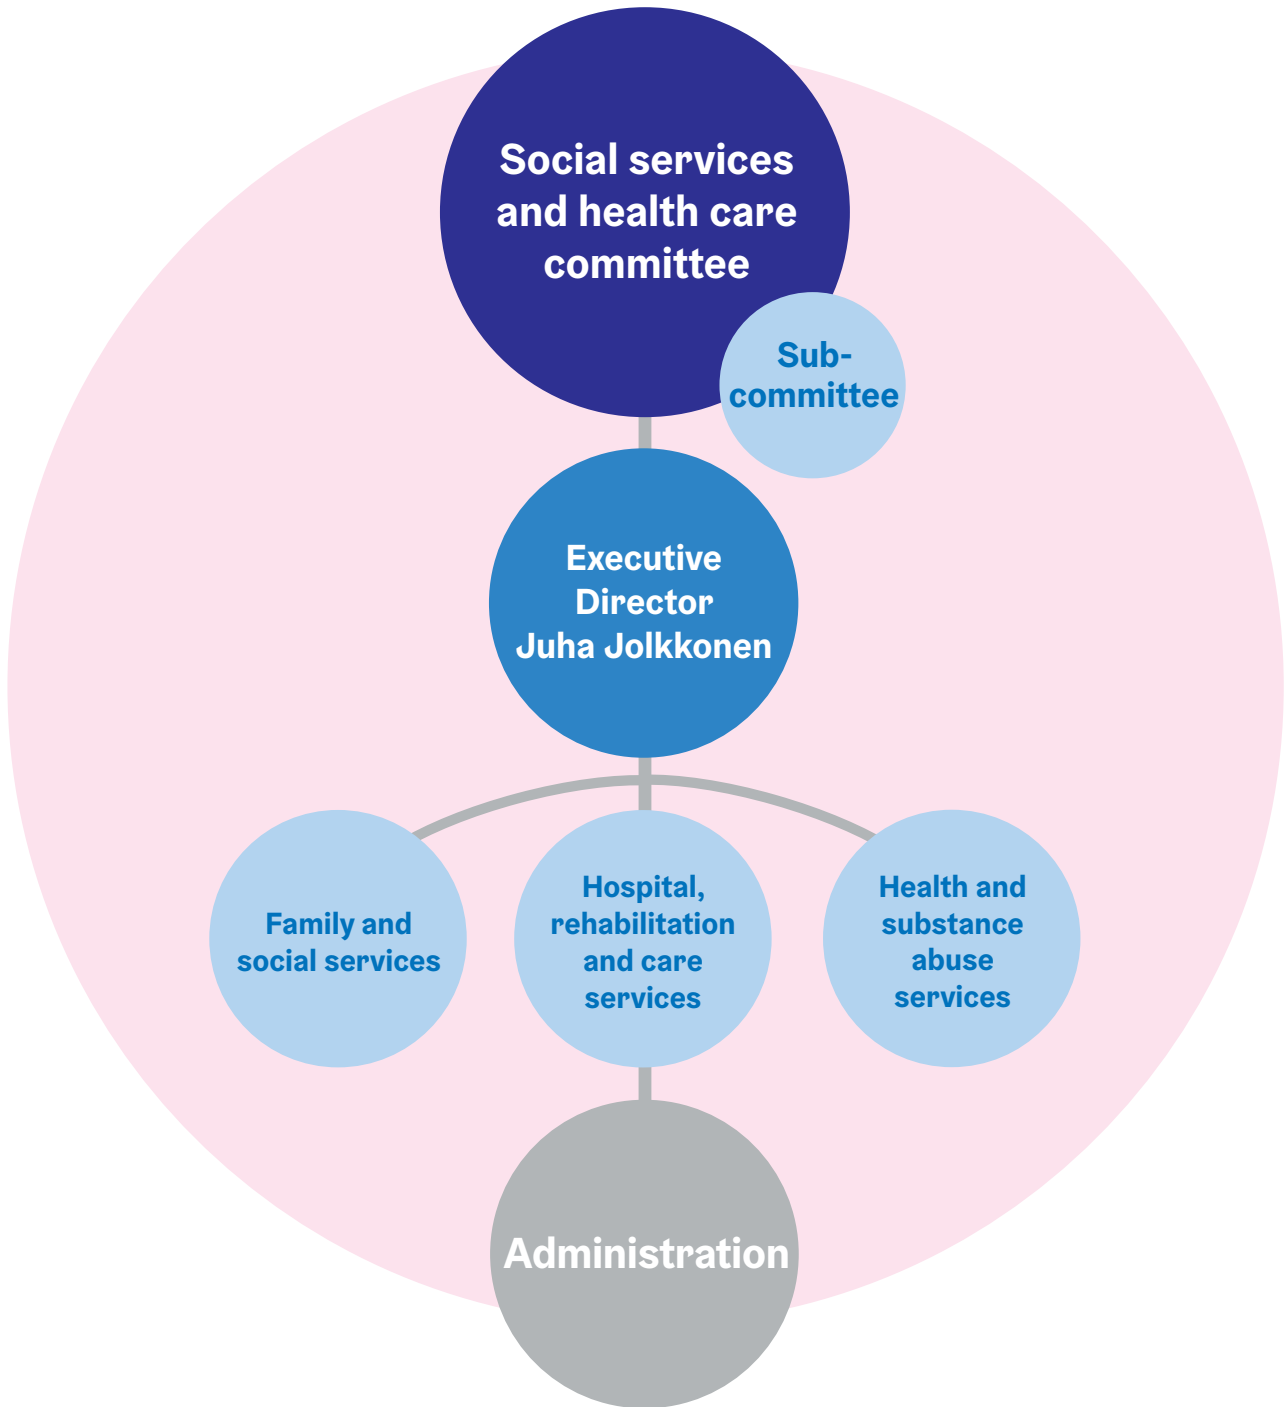 Social services
and health care
committee
Sub-
committee
Executive
Director
Juha Jolkkonen
Family and
social services
Hospital,
rehabilitation
and care
services
Health and
substance
abuse
services
Administration